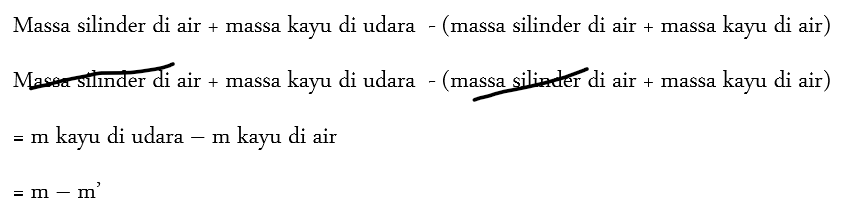 Massa silinder di air + massa kayu di udara - (massa silinder di air + massa kayu di air)
Massa silinder di air + massa kayu di udara - (massa silinder di air + massa kayu di air)
= m kayu di udara – m kayu di air
= m – m’